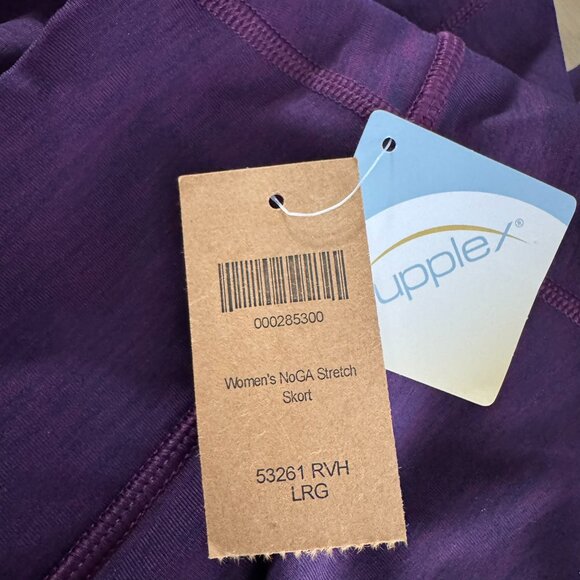 000285300
Women's NoGA Stretch
Skort
53261 RVH
LRG
upplex®